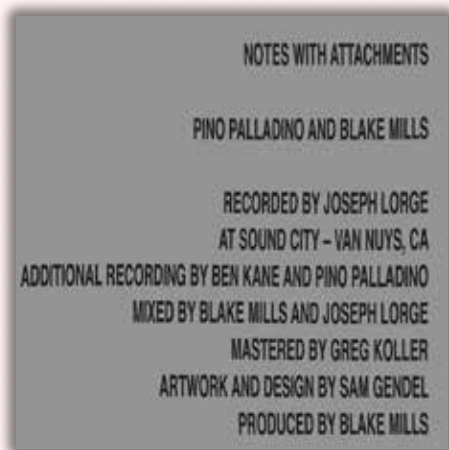 NOTES WITH ATTACHMENTS
PINO PALLADINO AND BLAKE MILLS
RECORDED BY JOSEPH LORGE
AT SOUND CITY – VAN NUYS, CA
ADDITIONAL RECORDING BY BEN KANE AND PINO PALLADINO
MIXED BY BLAKE MILLS AND JOSEPH LORGE
MASTERED BY GREG KOLLER
ARTWORK AND DESIGN BY SAM GENDEL
PRODUCED BY BLAKE MILLS